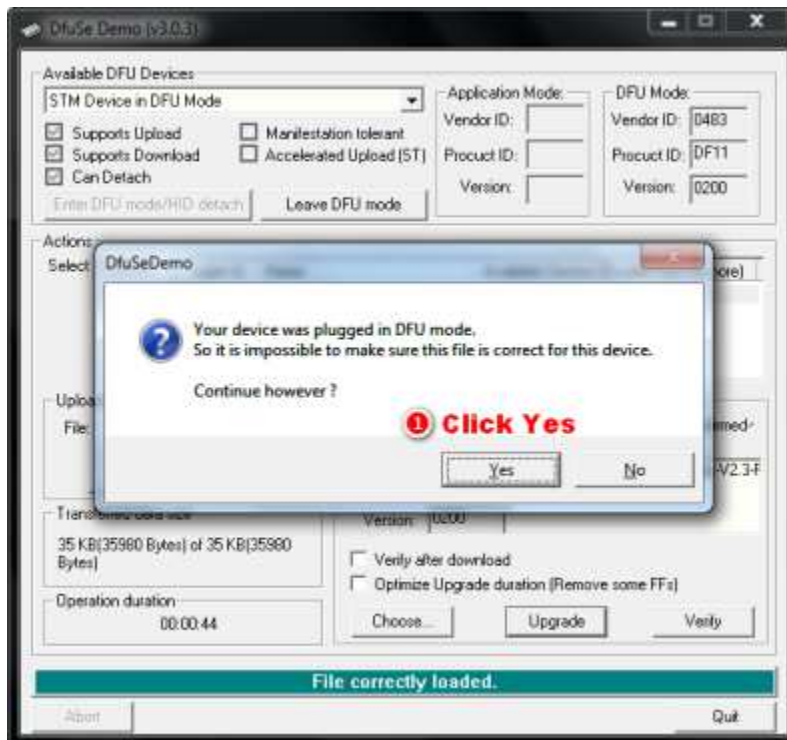 DfuSe Demo (v3.0.3)
Available DFU Devices
STM Device in DFU Mode
Supports Upload
Manifestation tolerant
Supports Download
Accelerated Upload (ST)
Can Detach
Enter DFU mode/HID detach
Leave DFU mode
Application Mode:
Vendor ID:
Procuct ID:
Version:
DFU Mode:
Vendor ID: 0483
Procuct ID: DF11
Version: 0200
Actions
Select
DfuSeDemo
Your device was plugged in DFU mode.
So it is impossible to make sure this file is correct for this device.
Continue however ?
1 Click Yes
Yes
No
File:
-V2.3-F
Version: 0200
35 KB(35980 Bytes) of 35 KB(35980
Bytes)
Operation duration
00:00:44
Verify after download
Optimize Upgrade duration (Remove some FFs)
Choose...
Upgrade
Verify
File correctly loaded.
Abort
Quit